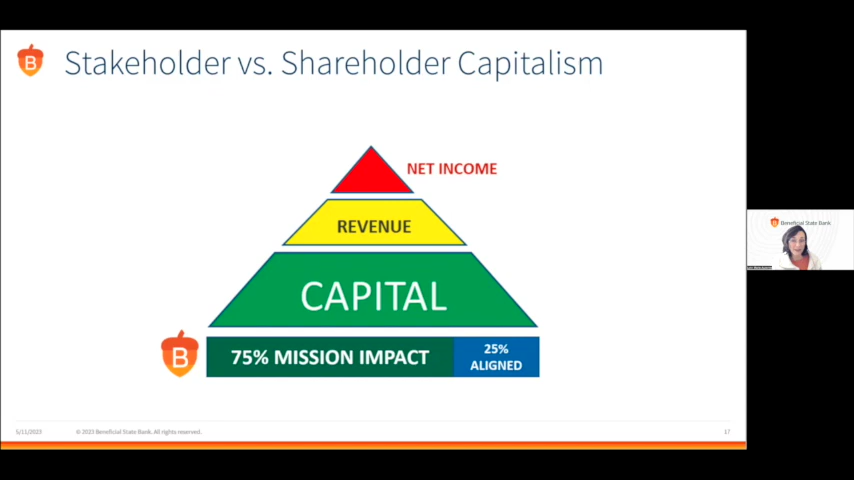 B
Stakeholder vs. Shareholder Capitalism
NET INCOME
REVENUE
CAPITAL
B
75% MISSION IMPACT
25%
ALIGNED
5/11/2023
© 2023 Beneficial State Bank. All rights reserved.
17
Beneficial State Bank